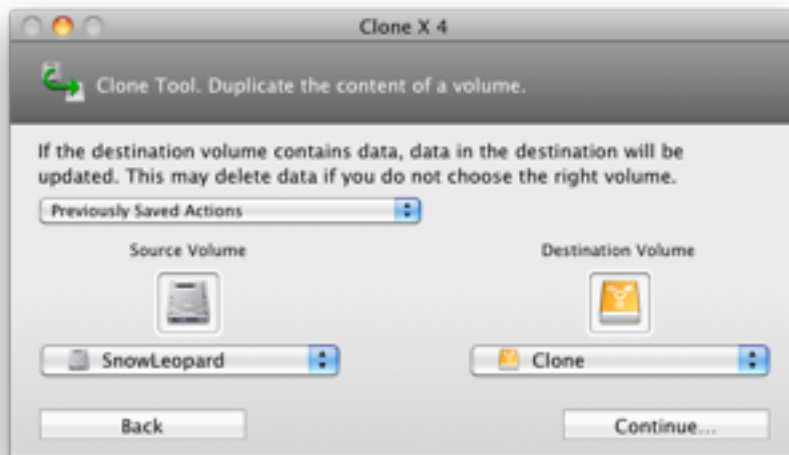 Clone X 4
Clone Tool. Duplicate the content of a volume.
If the destination volume contains data, data in the destination will be
updated. This may delete data if you do not choose the right volume.
Previously Saved Actions
Source Volume
Destination Volume
SnowLeopard
Clone
Back
Continue...